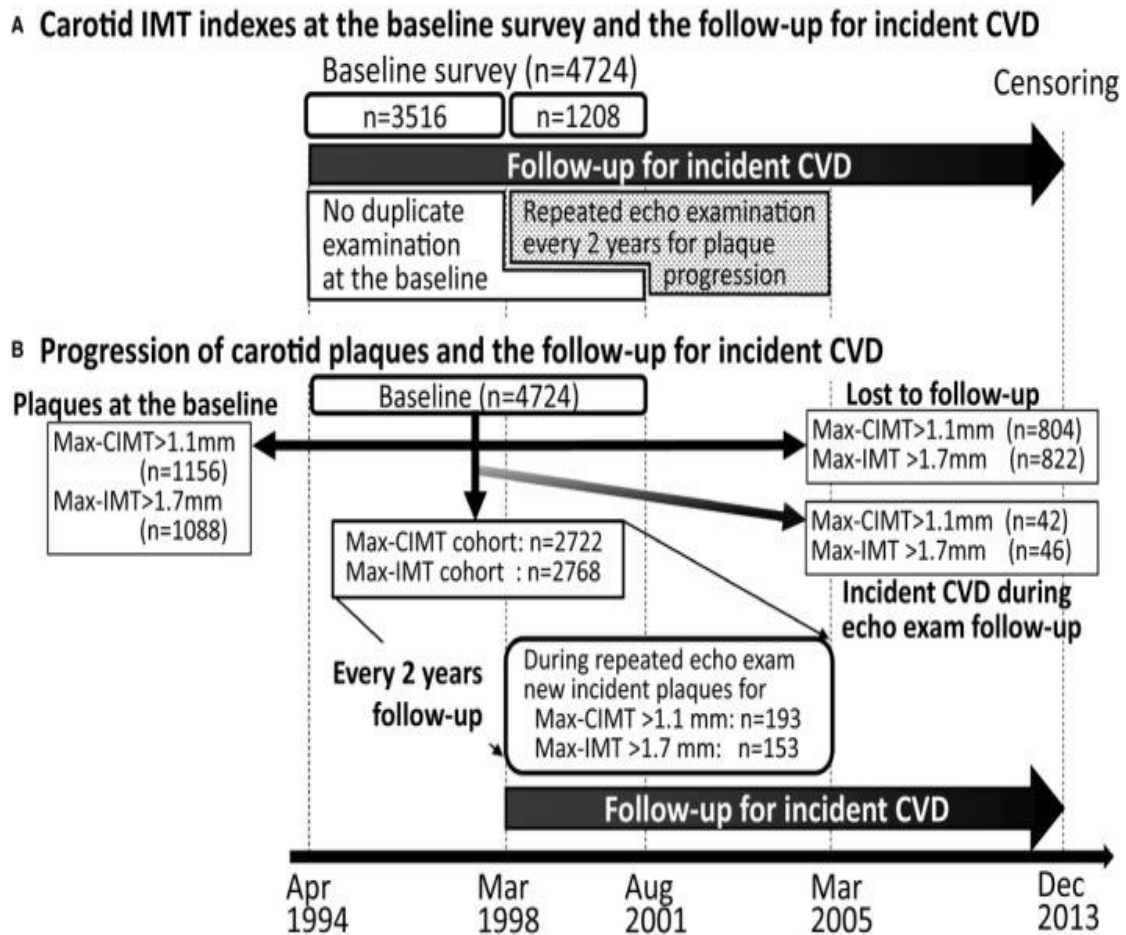 A Carotid IMT indexes at the baseline survey and the follow-up for incident CVD
Baseline survey (n=4724)
Censoring
n=3516
n=1208
Follow-up for incident CVD
No duplicate
examination
at the baseline
Repeated echo examination
every 2 years for plaque
progression
B Progression of carotid plaques and the follow-up for incident CVD
Baseline (n=4724)
Plaques at the baseline
Max-CIMT>1.1mm
(n=1156)
Max-IMT>1.7mm
(n=1088)
Lost to follow-up
Max-CIMT>1.1mm (n=804)
Max-IMT >1.7mm (n=822)
Max-CIMT>1.1mm (n=42)
Max-IMT >1.7mm (n=46)
Incident CVD during
echo exam follow-up
Max-CIMT cohort: n=2722
Max-IMT cohort : n=2768
Every 2 years
follow-up
During repeated echo exam
new incident plaques for
Max-CIMT >1.1 mm: n=193
Max-IMT >1.7 mm: n=153
Follow-up for incident CVD
Apr
1994
Mar
1998
Aug
2001
Mar
2005
Dec
2013